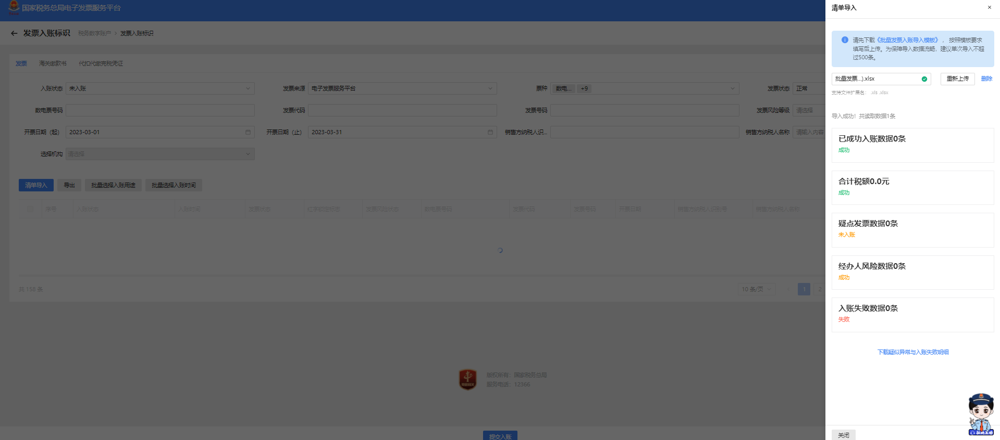 国家税务总局电子发票服务平台
发票入账标识 税务数字账户 > 发票入账标识
发票 海关缴款书 代扣代缴完税凭证
入账状态 未入账 发票来源 电子发票服务平台 票种 数电... +9 发票状态 正常
数电票号码 发票代码 发票号码 发票风险等级 请选择
开票日期（起） 2023-03-01 开票日期（止） 2023-03-31 销售方纳税人识... 销售方纳税人名称 请输入内容
选择机构 请选择
清单导入 导出 批量选择入账用途 批量选择入账时间
序号 入账状态 入账时间 发票状态 红字锁定标志 发票风险状态 数电票号码 发票代码 发票号码 开票日期 销售方纳税人识别号 销售方纳税人名称
共 158 条 10 条/页 1 2
版权所有：国家税务总局
服务电话：12366
提交入账
清单导入 ×
请先下载《批量发票入账导入模板》，按照模板要求
填写后上传。为保障导入数据流畅，建议单次导入不超
过500条。
批量发票...).xlsx 重新上传 删除
支持文件扩展名： .xls .xlsx
导入成功！共读取数据1条
已成功入账数据0条
成功
合计税额0.0元
成功
疑点发票数据0条
未入账
经办人风险数据0条
成功
入账失败数据0条
失败
下载疑似异常与入账失败明细
关闭